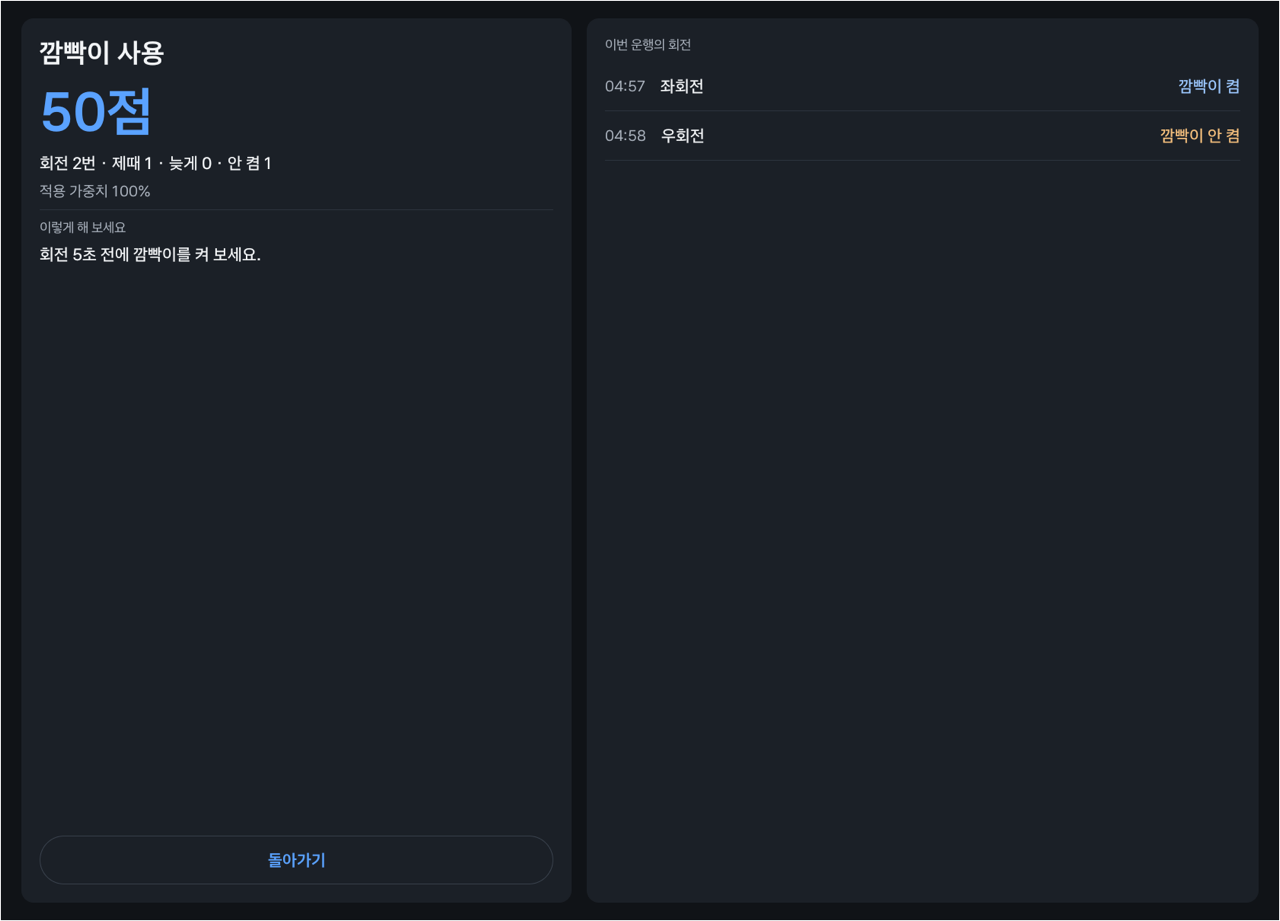 깜빡이 사용
50점
회전 2번 · 제때 1 · 늦게 0 · 안 켬 1
적용 가중치 100%
이렇게 해 보세요
회전 5초 전에 깜빡이를 켜 보세요.
돌아가기
이번 운행의 회전
04:57 좌회전 깜빡이 켬
04:58 우회전 깜빡이 안 켬